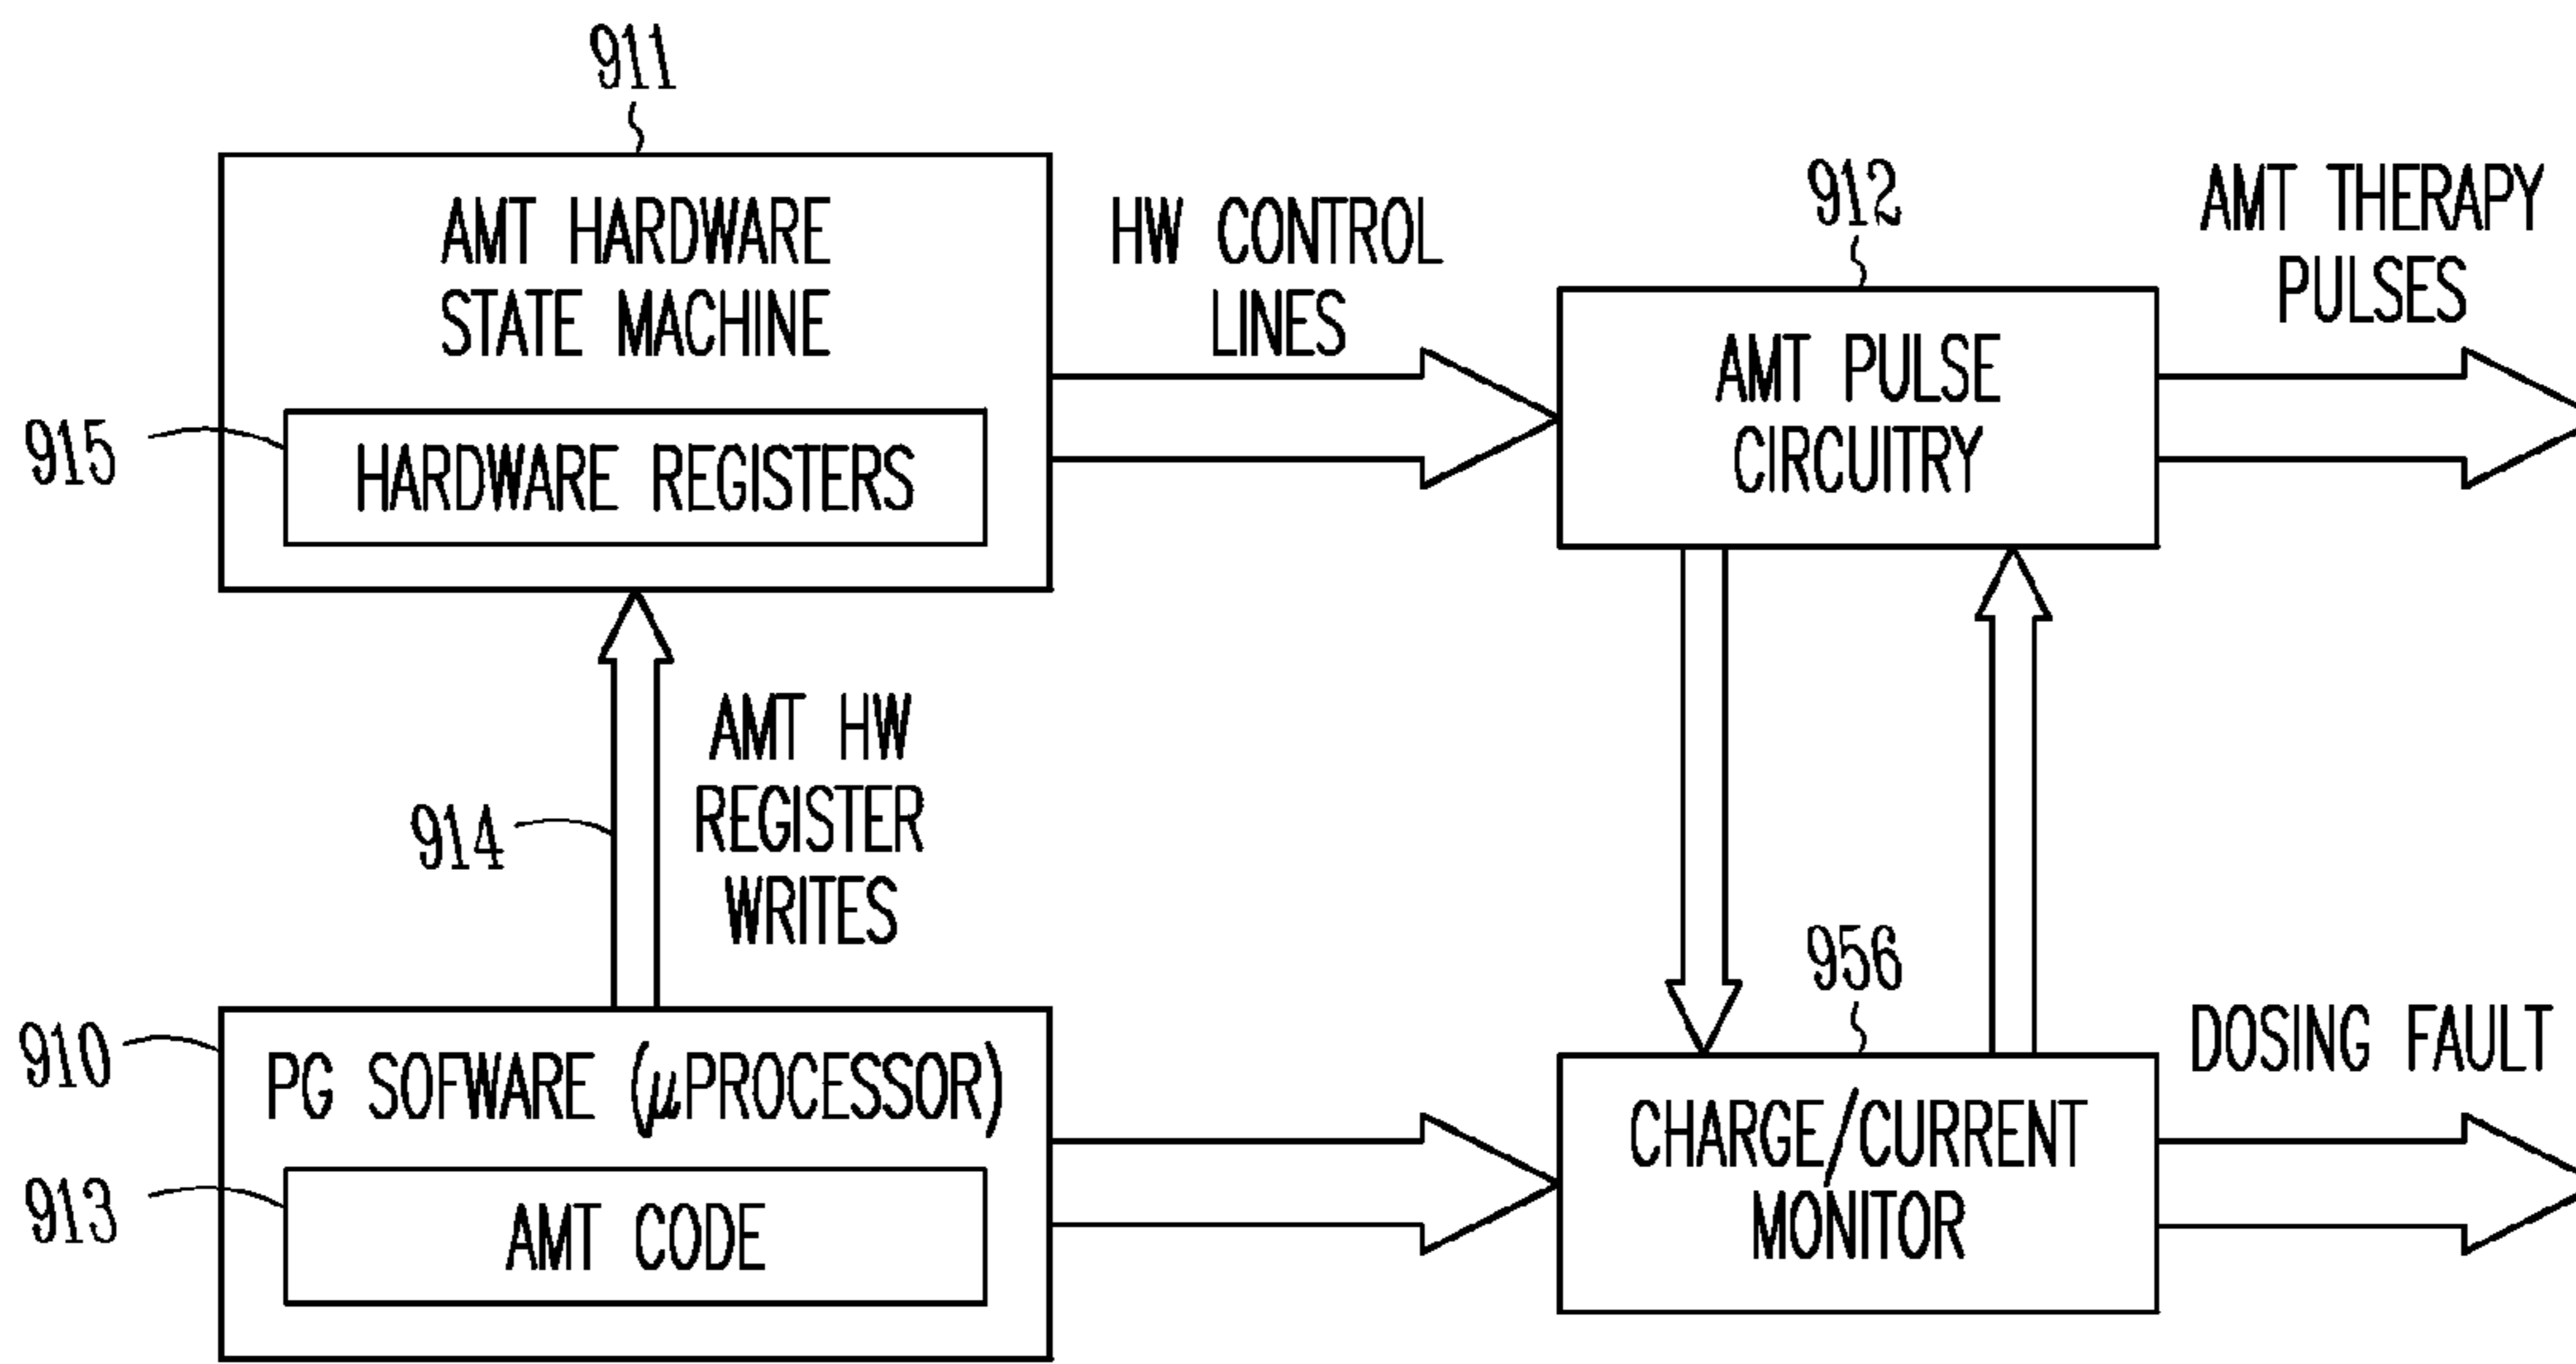 911
AMT HARDWARE
STATE MACHINE
915
HARDWARE REGISTERS
HW CONTROL
LINES
912
AMT PULSE
CIRCUITRY
AMT THERAPY
PULSES
914
AMT HW
REGISTER
WRITES
910
PG SOFWARE (μPROCESSOR)
913
AMT CODE
956
CHARGE/CURRENT
MONITOR
DOSING FAULT